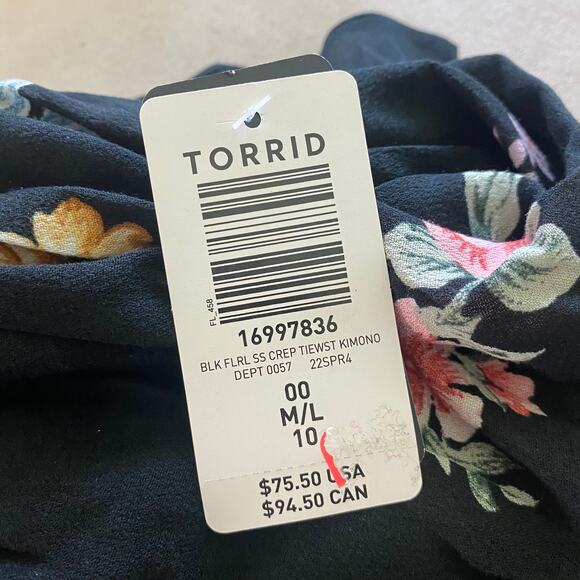 TORRID
FL_458
16997836
BLK FLRL SS CREP TIEWST KIMONO
DEPT 0057 22SPR4
00
M/L
10
$75.50 USA
$94.50 CAN